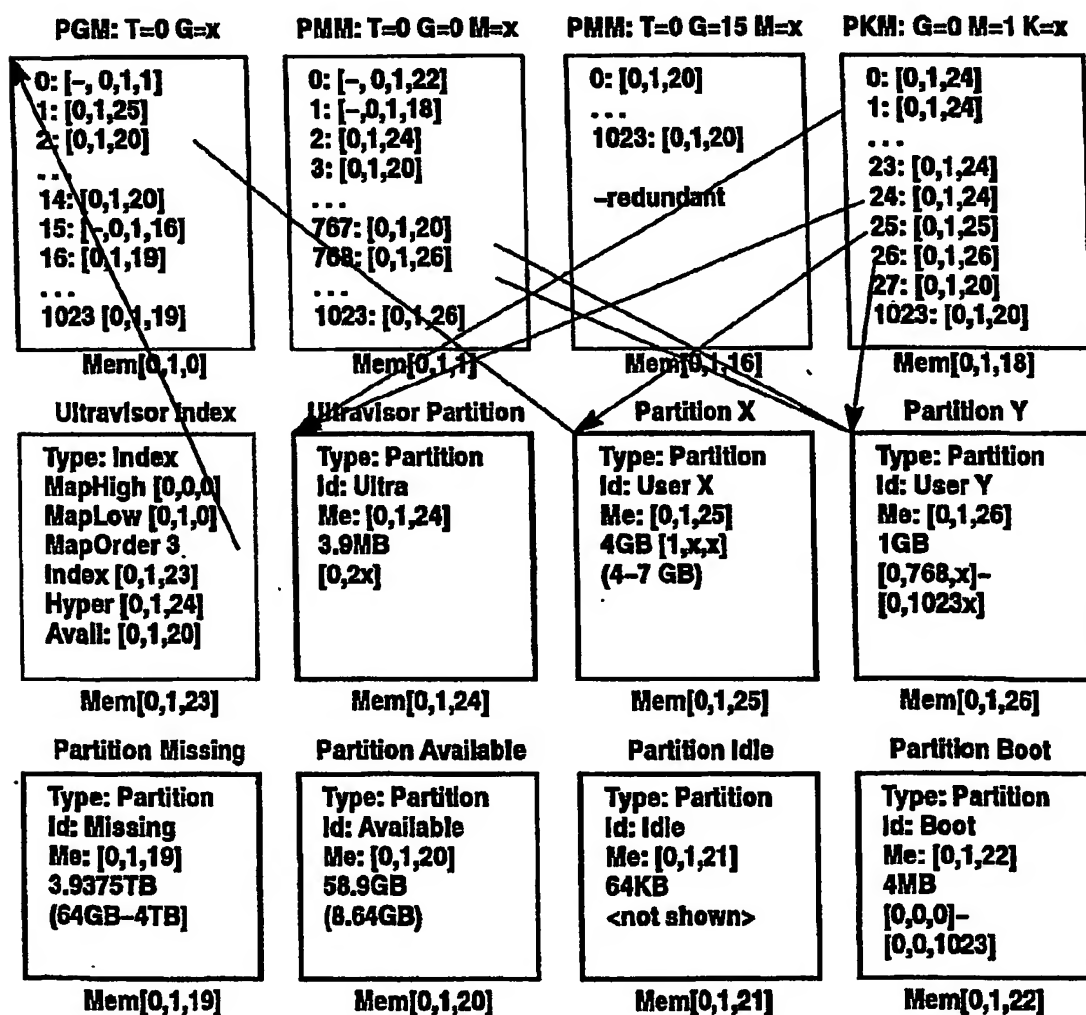 PGM: T=0 G=x
0: [–, 0,1,1]
1: [0,1,25]
2: [0,1,20]
...
14: [0,1,20]
15: [–,0,1,16]
16: [0,1,19]
...
1023 [0,1,19]
Mem[0,1,0]
PMM: T=0 G=0 M=x
0: [–, 0,1,22]
1: [–,0,1,18]
2: [0,1,24]
3: [0,1,20]
...
767: [0,1,20]
768: [0,1,26]
...
1023: [0,1,26]
Mem[0,1,1]
PMM: T=0 G=15 M=x
0: [0,1,20]
...
1023: [0,1,20]
–redundant
Mem[0,1,16]
PKM: G=0 M=1 K=x
0: [0,1,24]
1: [0,1,24]
...
23: [0,1,24]
24: [0,1,24]
25: [0,1,25]
26: [0,1,26]
27: [0,1,20]
1023: [0,1,20]
Mem[0,1,18]
Ultravisor Index
Type: Index
MapHigh [0,0,0]
MapLow [0,1,0]
MapOrder 3
Index [0,1,23]
Hyper [0,1,24]
Avail: [0,1,20]
Mem[0,1,23]
Ultravisor Partition
Type: Partition
Id: Ultra
Me: [0,1,24]
3.9MB
[0,2x]
Mem[0,1,24]
Partition X
Type: Partition
Id: User X
Me: [0,1,25]
4GB [1,x,x]
(4–7 GB)
Mem[0,1,25]
Partition Y
Type: Partition
Id: User Y
Me: [0,1,26]
1GB
[0,768,x]–
[0,1023x]
Mem[0,1,26]
Partition Missing
Type: Partition
Id: Missing
Me: [0,1,19]
3.9375TB
(64GB–4TB]
Mem[0,1,19]
Partition Available
Type: Partition
Id: Available
Me: [0,1,20]
58.9GB
(8.64GB)
Mem[0,1,20]
Partition Idle
Type: Partition
Id: Idle
Me: [0,1,21]
64KB
<not shown>
Mem[0,1,21]
Partition Boot
Type: Partition
Id: Boot
Me: [0,1,22]
4MB
[0,0,0]–
[0,0,1023]
Mem[0,1,22]